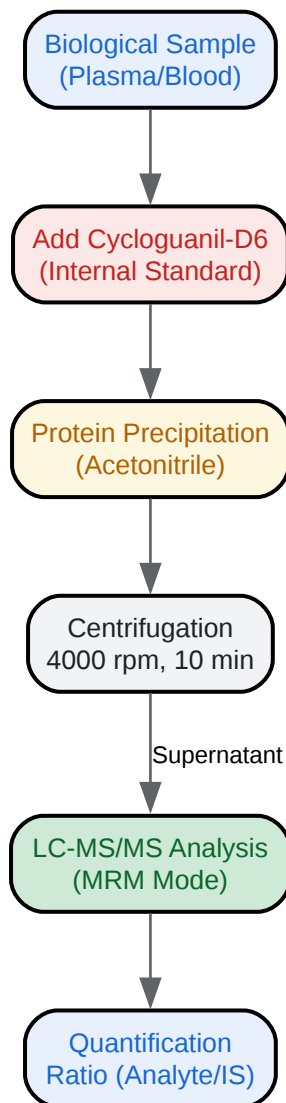 Biological Sample
(Plasma/Blood)
Add Cycloguanil-D6
(Internal Standard)
Protein Precipitation
(Acetonitrile)
Centrifugation
4000 rpm, 10 min
Supernatant
LC-MS/MS Analysis
(MRM Mode)
Quantification
Ratio (Analyte/IS)